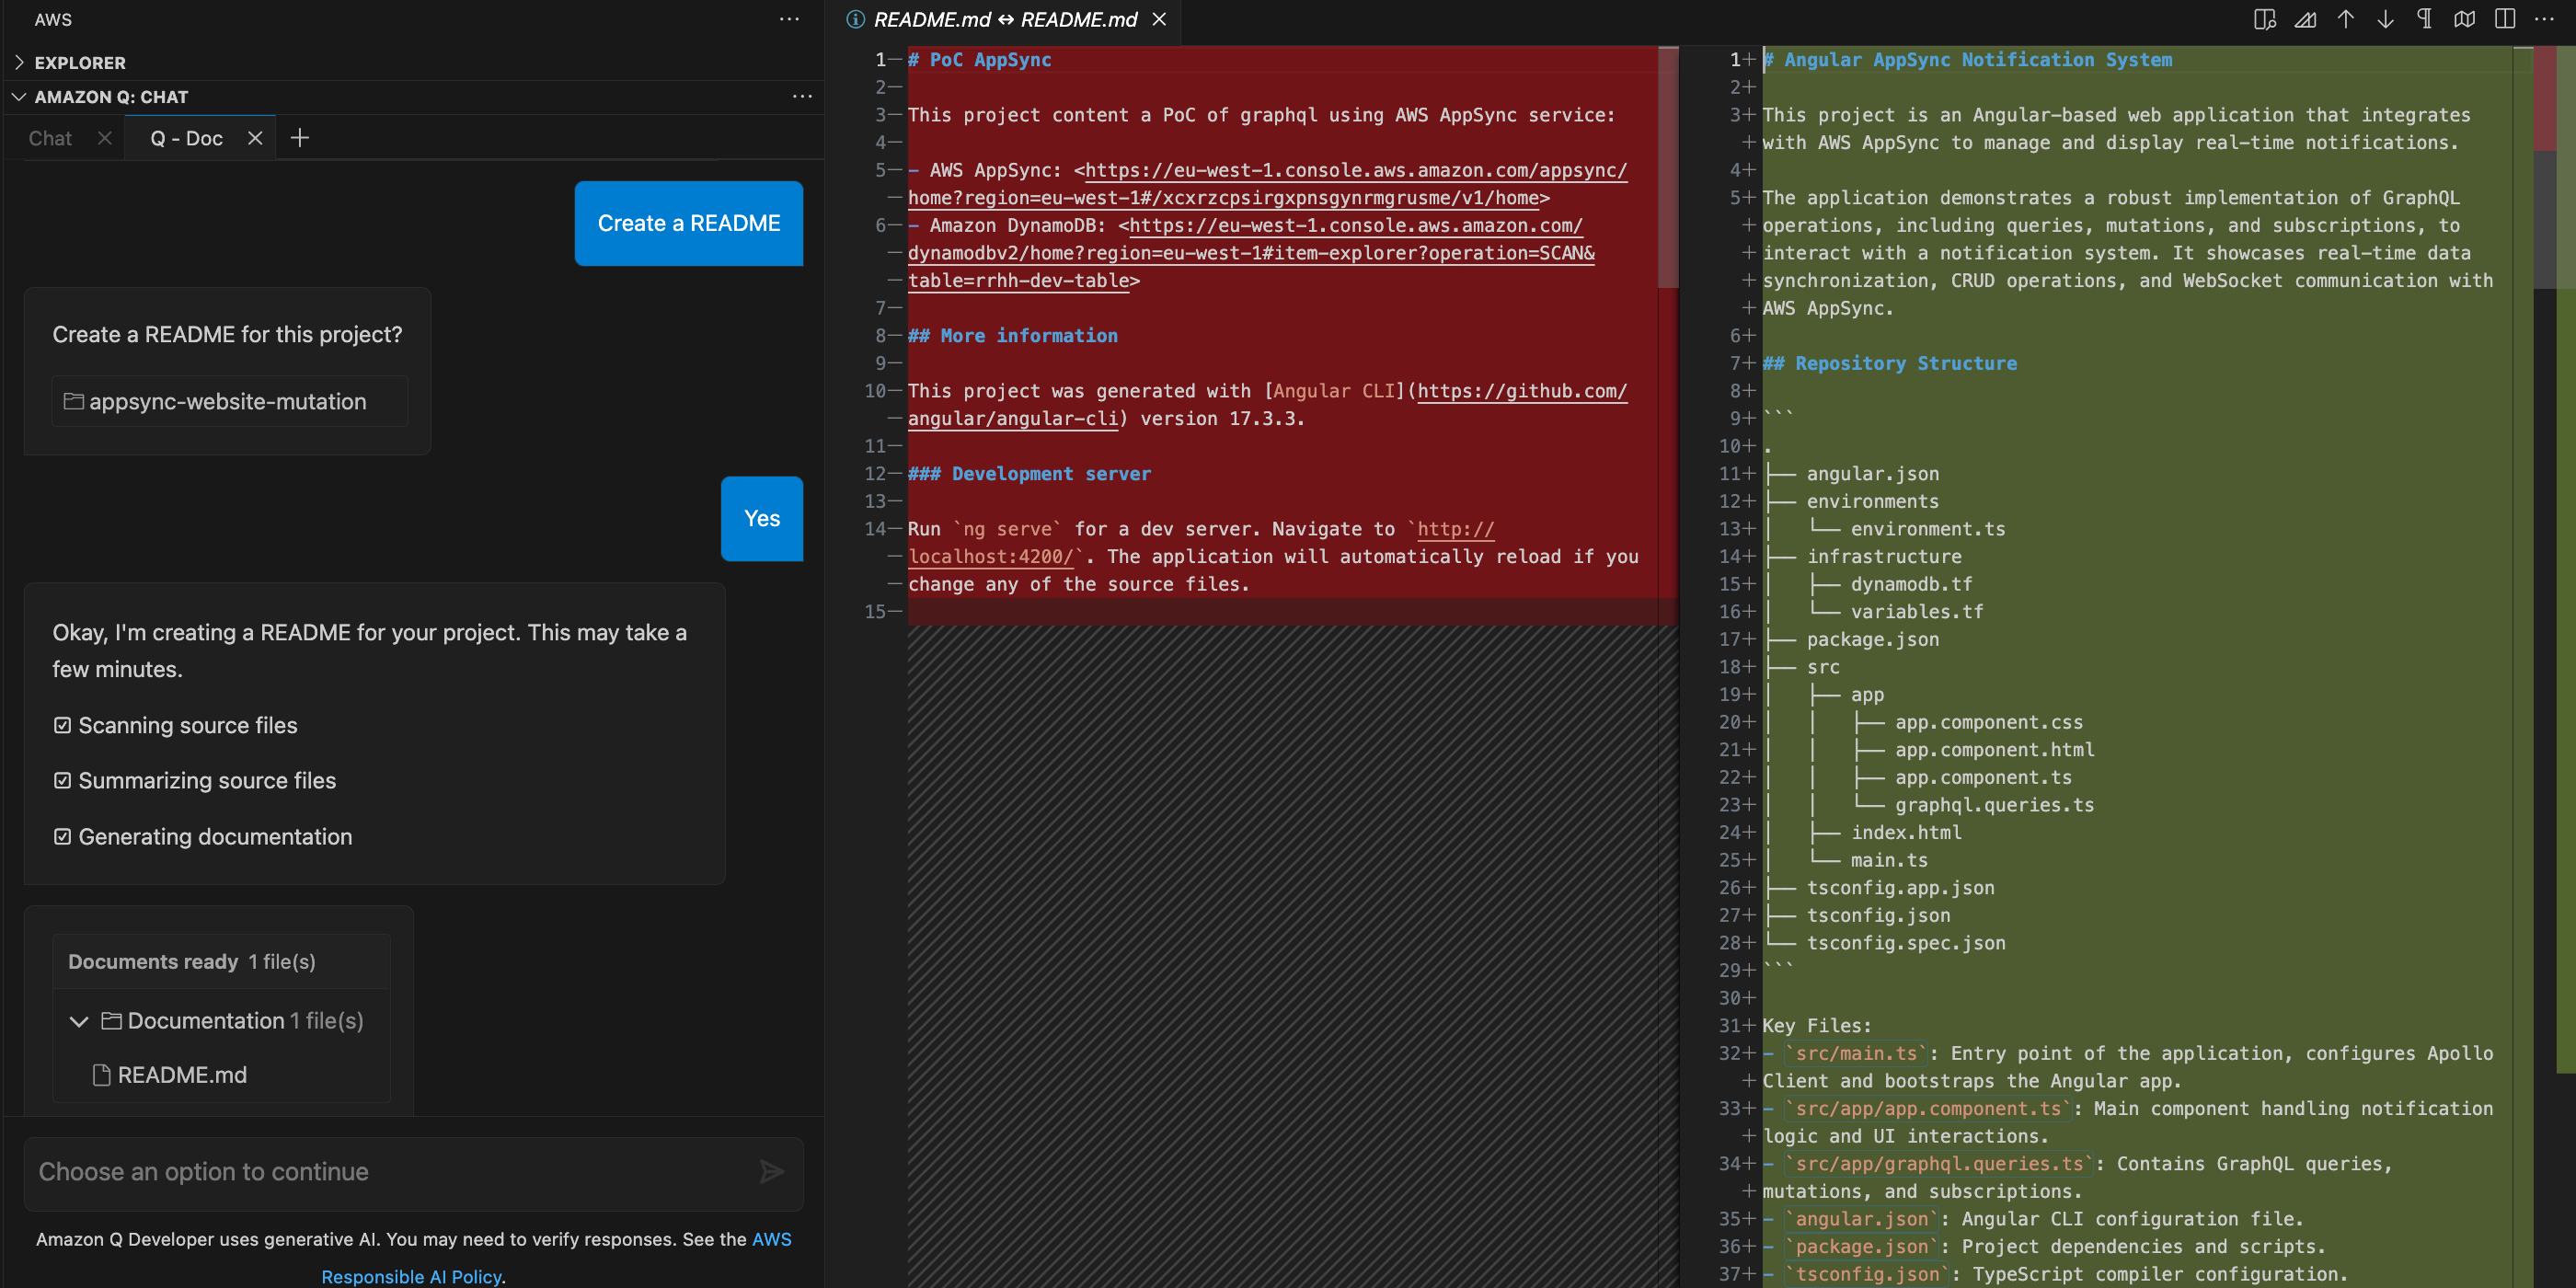 AWS
EXPLORER
AMAZON Q: CHAT
Chat
Q - Doc
Create a README
Create a README for this project?
appsync-website-mutation
Yes
Okay, I'm creating a README for your project. This may take a
few minutes.
Scanning source files
Summarizing source files
Generating documentation
Documents ready 1 file(s)
Documentation 1 file(s)
README.md
Choose an option to continue
Amazon Q Developer uses generative AI. You may need to verify responses. See the AWS
Responsible AI Policy.
README.md ↔ README.md
1— # PoC AppSync
2—
3— This project content a PoC of graphql using AWS AppSync service:
4—
5— - AWS AppSync: <https://eu-west-1.console.aws.amazon.com/appsync/
— home?region=eu-west-1#/xcxrzcpsirgxpnsgynrmgrusme/v1/home>
6— - Amazon DynamoDB: <https://eu-west-1.console.aws.amazon.com/
— dynamodbv2/home?region=eu-west-1#item-explorer?operation=SCAN&
— table=rrhh-dev-table>
7—
8— ## More information
9—
10— This project was generated with [Angular CLI](https://github.com/
— angular/angular-cli) version 17.3.3.
11—
12— ### Development server
13—
14— Run `ng serve` for a dev server. Navigate to `http://
— localhost:4200/`. The application will automatically reload if you
— change any of the source files.
15—
1+ # Angular AppSync Notification System
2+
3+ This project is an Angular-based web application that integrates
+ with AWS AppSync to manage and display real-time notifications.
4+
5+ The application demonstrates a robust implementation of GraphQL
+ operations, including queries, mutations, and subscriptions, to
+ interact with a notification system. It showcases real-time data
+ synchronization, CRUD operations, and WebSocket communication with
+ AWS AppSync.
6+
7+ ## Repository Structure
8+
9+ ```
10+ .
11+ ├── angular.json
12+ ├── environments
13+ │   └── environment.ts
14+ ├── infrastructure
15+ │   ├── dynamodb.tf
16+ │   └── variables.tf
17+ ├── package.json
18+ ├── src
19+ │   ├── app
20+ │   │   ├── app.component.css
21+ │   │   ├── app.component.html
22+ │   │   ├── app.component.ts
23+ │   │   └── graphql.queries.ts
24+ │   ├── index.html
25+ │   └── main.ts
26+ ├── tsconfig.app.json
27+ ├── tsconfig.json
28+ └── tsconfig.spec.json
29+ ```
30+
31+ Key Files:
32+ - `src/main.ts`: Entry point of the application, configures Apollo
+ Client and bootstraps the Angular app.
33+ - `src/app/app.component.ts`: Main component handling notification
+ logic and UI interactions.
34+ - `src/app/graphql.queries.ts`: Contains GraphQL queries,
+ mutations, and subscriptions.
35+ - `angular.json`: Angular CLI configuration file.
36+ - `package.json`: Project dependencies and scripts.
37+ - `tsconfig.json`: TypeScript compiler configuration.